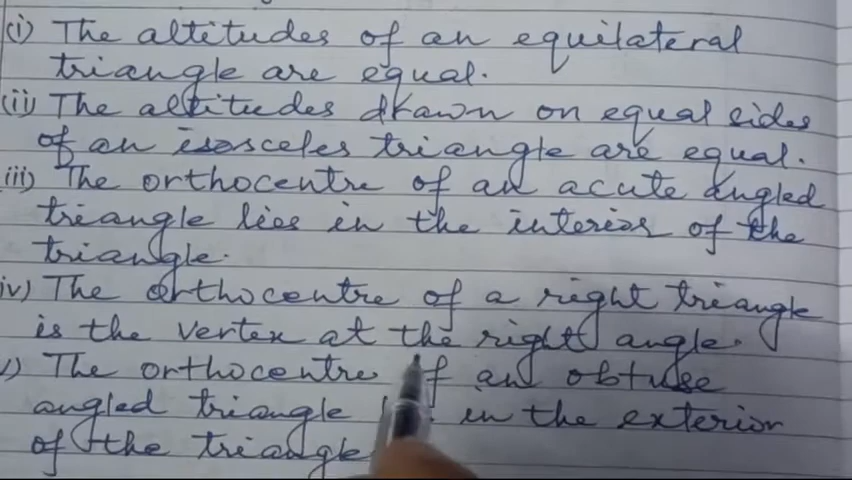 (i) The altitudes of an equilateral
triangle are equal.
(ii) The altitudes drawn on equal sides
of an isosceles triangle are equal.
iii) The orthocentre of an acute angled
triangle lies in the interior of the
triangle.
iv) The orthocentre of a right triangle
is the vertex at the right angle.
) The orthocentre of an obtuse
angled triangle in the exterior
of the triangle